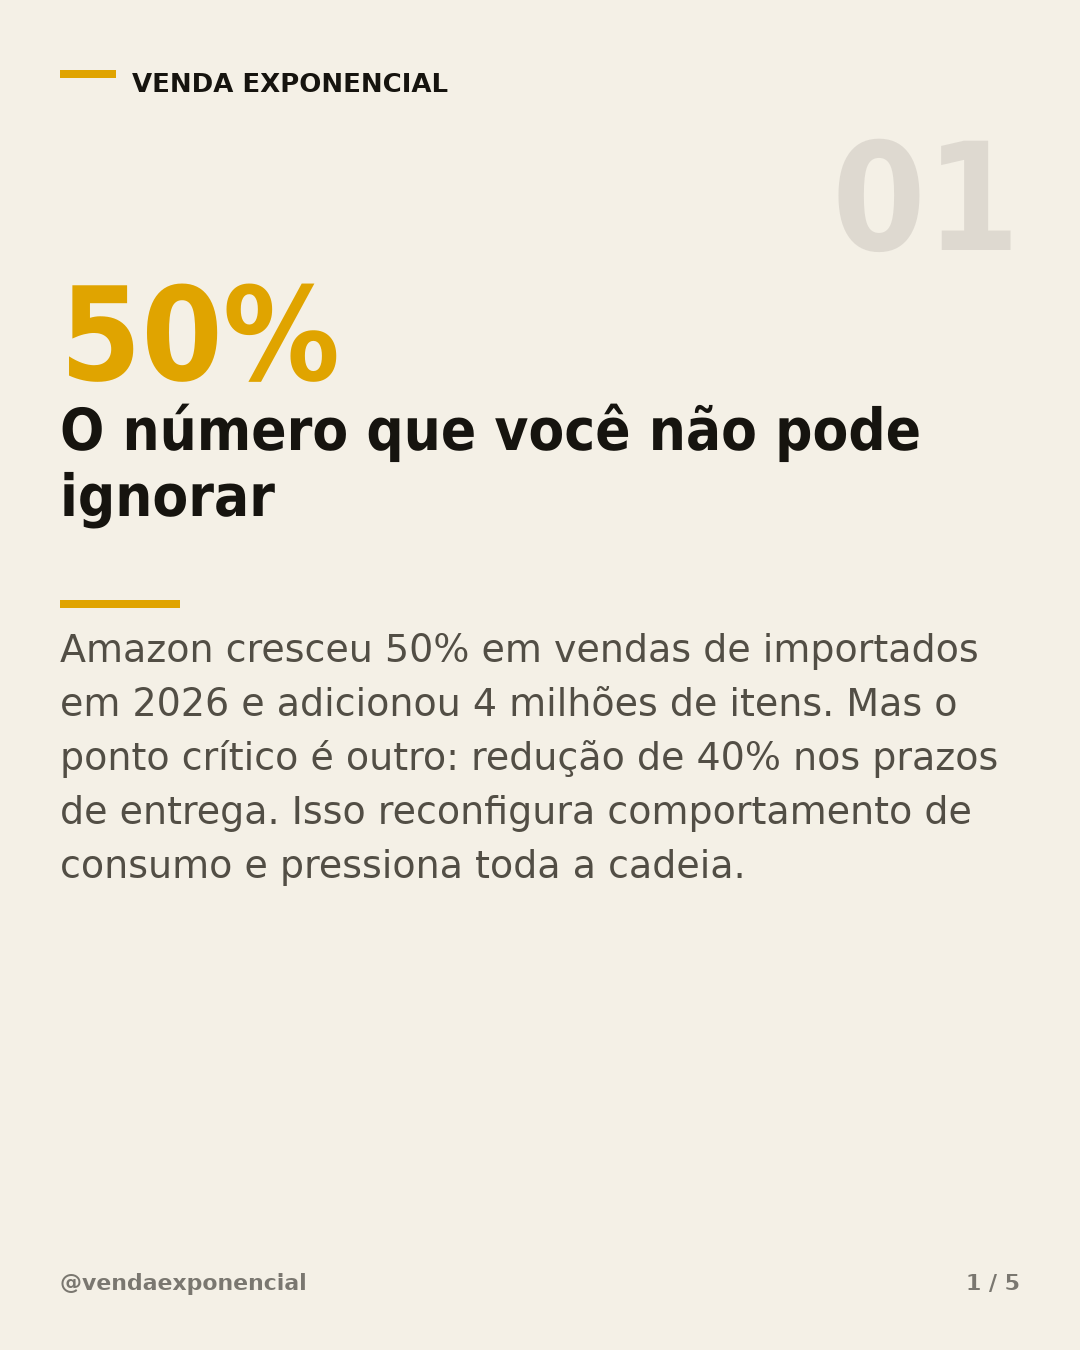 VENDA EXPONENCIAL
01
50%
O número que você não pode
ignorar
Amazon cresceu 50% em vendas de importados
em 2026 e adicionou 4 milhões de itens. Mas o
ponto crítico é outro: redução de 40% nos prazos
de entrega. Isso reconfigura comportamento de
consumo e pressiona toda a cadeia.
@vendaexponencial
1 / 5